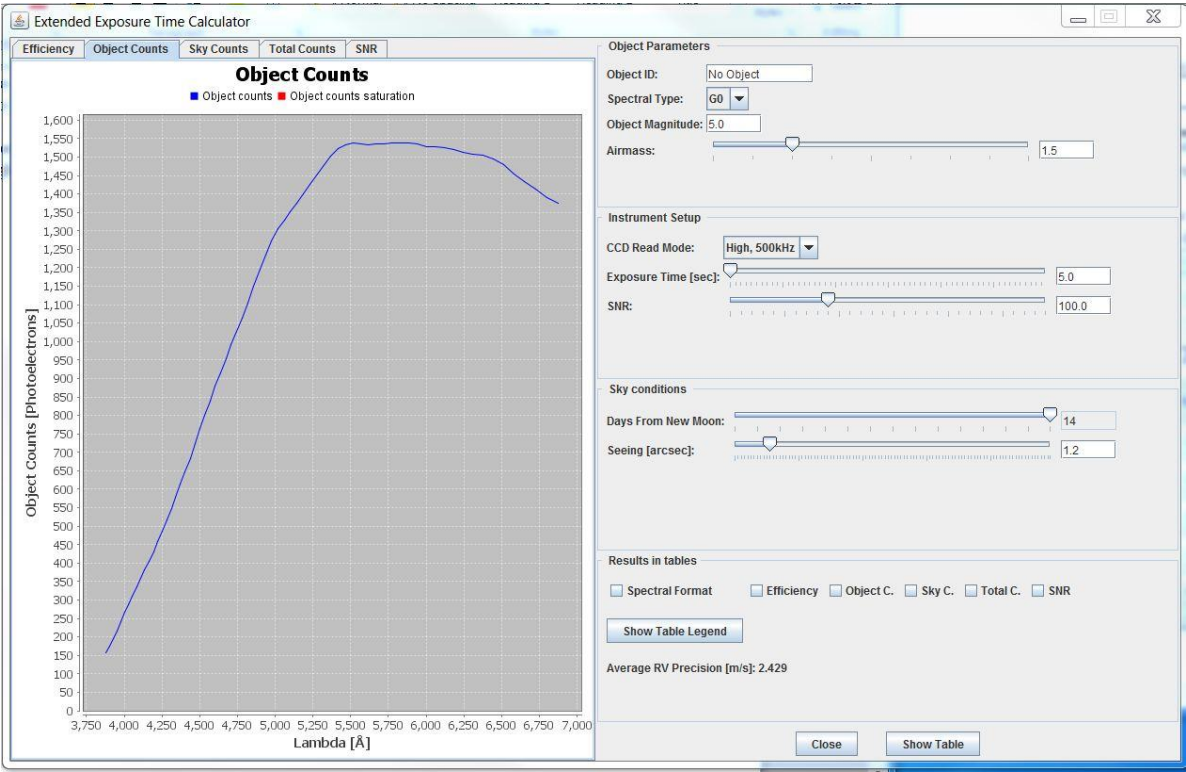 Extended Exposure Time Calculator
Efficiency Object Counts Sky Counts Total Counts SNR
Object Counts
Object counts Object counts saturation
1,600
1,550
1,500
1,450
1,400
1,350
1,300
1,250
1,200
1,150
1,100
1,050
1,000
950
900
850
800
750
700
650
600
550
500
450
400
350
300
250
200
150
100
50
0
Object Counts [Photoelectrons]
3,750 4,000 4,250 4,500 4,750 5,000 5,250 5,500 5,750 6,000 6,250 6,500 6,750 7,000
Lambda [Å]
Object Parameters
Object ID: No Object
Spectral Type: G0
Object Magnitude: 5.0
Airmass: 1.5
Instrument Setup
CCD Read Mode: High, 500kHz
Exposure Time [sec]: 5.0
SNR: 100.0
Sky conditions
Days From New Moon: 14
Seeing [arcsec]: 1.2
Results in tables
Spectral Format Efficiency Object C. Sky C. Total C. SNR
Show Table Legend
Average RV Precision [m/s]: 2.429
Close Show Table